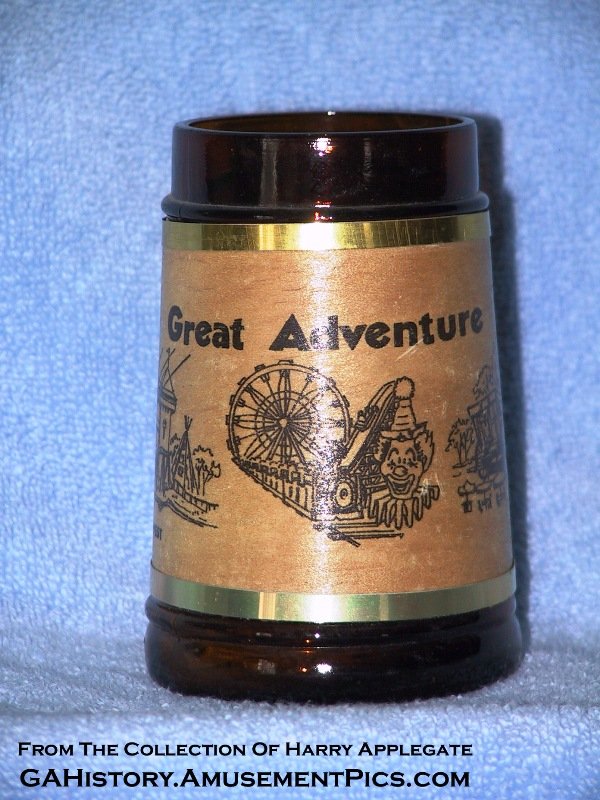 Great Adventure
From The Collection Of Harry Applegate
GAHistory.AmusementPics.com